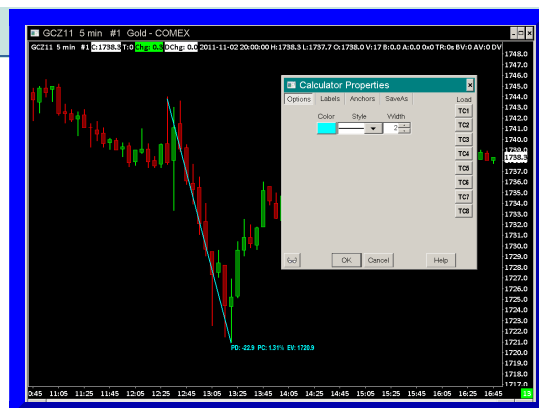 GCZ11 5 min #1 Gold - COMEX
GCZ11 5 min #1 C:1738.3 T:0 Chg: 0.3 DChg: 0.0 2011-11-02 20:00:00 H:1738.3 L:1737.7 O:1738.0 V:17 B:0.0 A:0.0 0x0 TR:0s BV:0 AV:0 DV
1748.0
1747.0
1746.0
1745.0
1744.0
1743.0
1742.0
1741.0
1740.0
1739.0
1738.3
1737.0
1736.0
1735.0
1734.0
1733.0
1732.0
1731.0
1730.0
1729.0
1728.0
1727.0
1726.0
1725.0
1724.0
1723.0
1722.0
1721.0
1720.0
1719.0
1718.0
1717.0
Calculator Properties
Options Labels Anchors SaveAs Load
Color Style Width
2
TC1
TC2
TC3
TC4
TC5
TC6
TC7
TC8
OK Cancel Help
PD: -22.9 PC: 1.31% EV: 1720.9
0:45 11:05 11:25 11:45 12:05 12:25 12:45 13:05 13:25 13:45 14:05 14:25 14:45 15:05 15:25 15:45 16:05 16:25 16:45 13